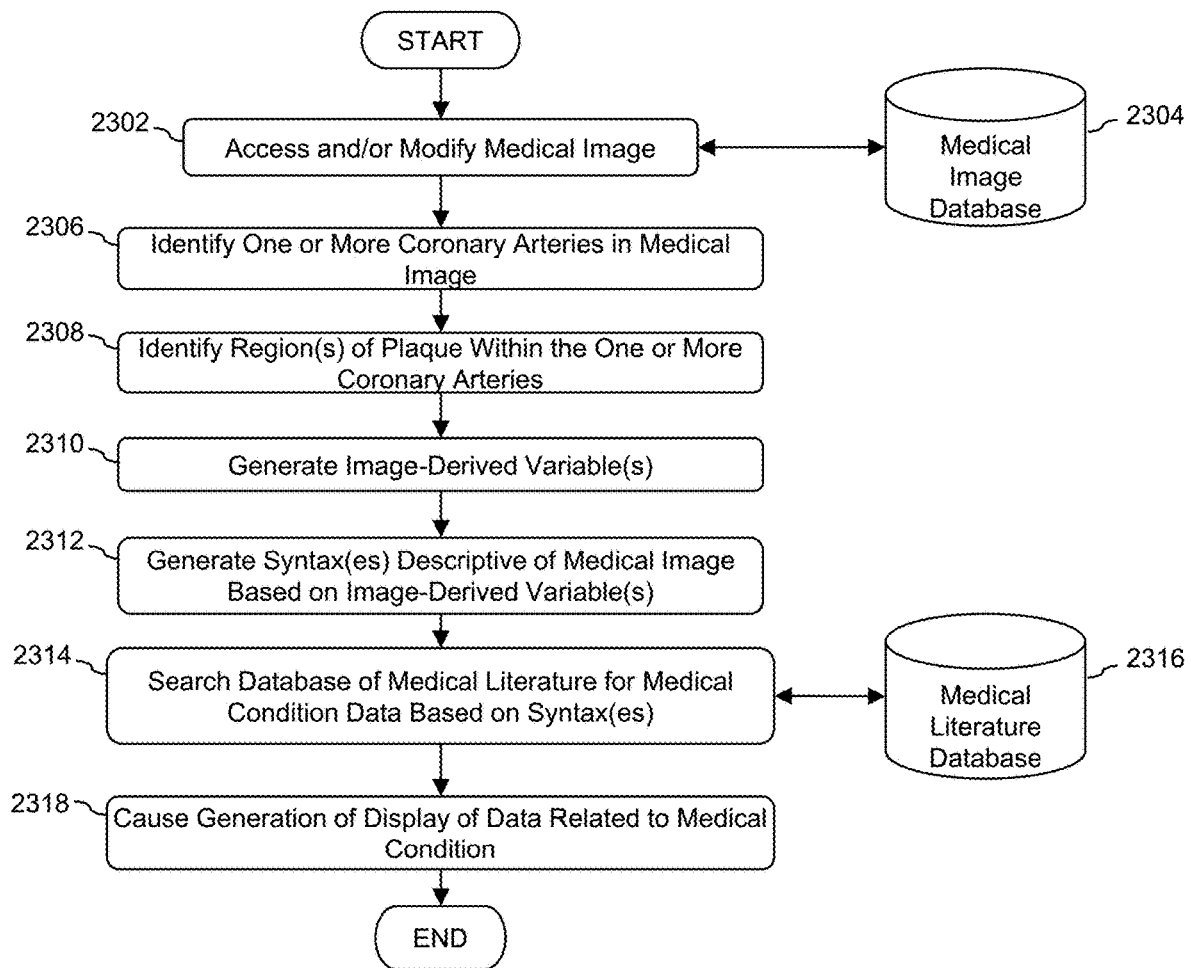 START
2302
Access and/or Modify Medical Image
2304
Medical
Image
Database
2306
Identify One or More Coronary Arteries in Medical
Image
2308
Identify Region(s) of Plaque Within the One or More
Coronary Arteries
2310
Generate Image-Derived Variable(s)
2312
Generate Syntax(es) Descriptive of Medical Image
Based on Image-Derived Variable(s)
2314
Search Database of Medical Literature for Medical
Condition Data Based on Syntax(es)
2316
Medical
Literature
Database
2318
Cause Generation of Display of Data Related to Medical
Condition
END